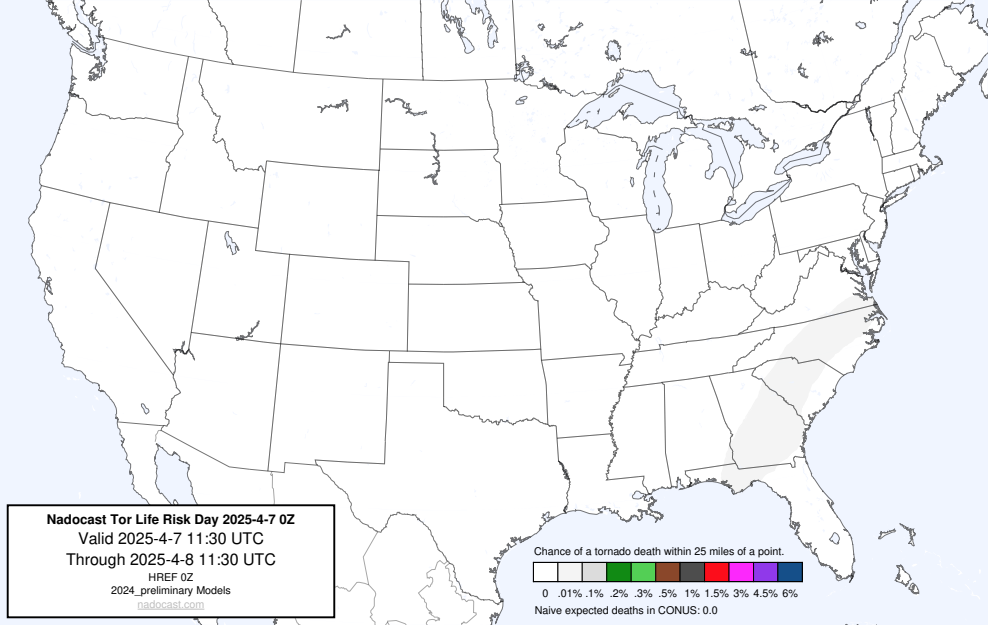 Nadocast Tor Life Risk Day 2025-4-7 0Z
Valid 2025-4-7 11:30 UTC
Through 2025-4-8 11:30 UTC
HREF 0Z
2024_preliminary Models
nadocast.com
Chance of a tornado death within 25 miles of a point.
0 .01% .1% .2% .3% .5% 1% 1.5% 3% 4.5% 6%
Naive expected deaths in CONUS: 0.0